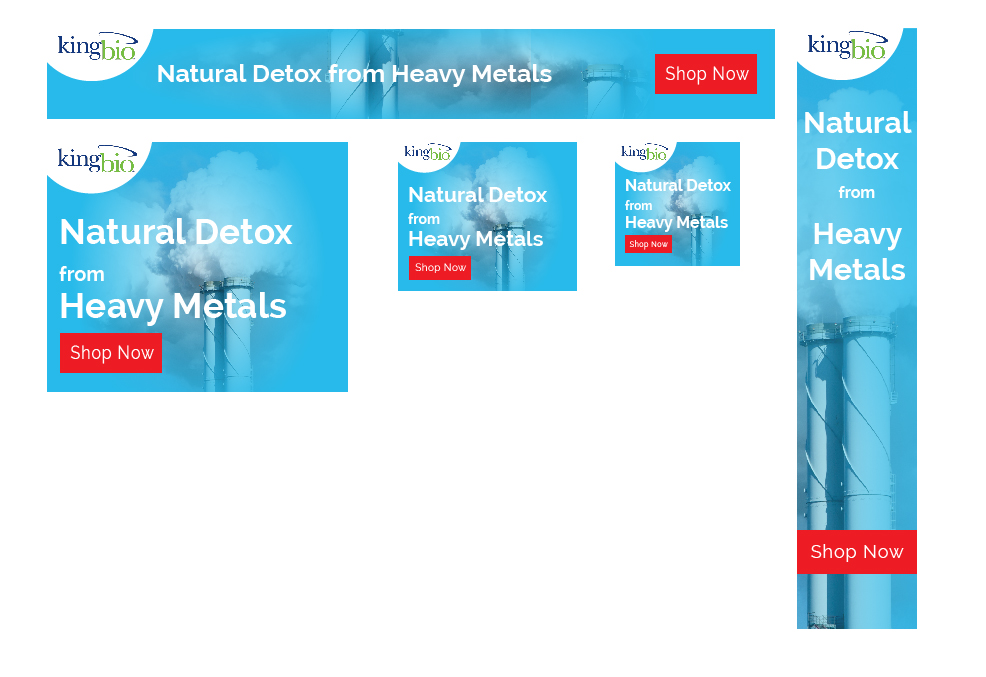 kingbio
Natural Detox from Heavy Metals
Shop Now
kingbio
Natural Detox
from
Heavy Metals
Shop Now
kingbio
Natural Detox
from
Heavy Metals
Shop Now
kingbio
Natural Detox
from
Heavy Metals
Shop Now
kingbio
Natural
Detox
from
Heavy
Metals
Shop Now